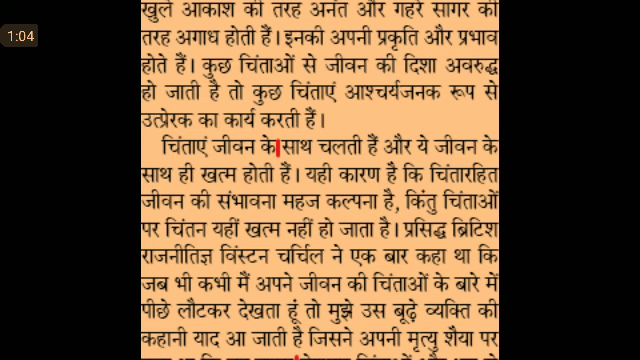 खुले आकाश की तरह अनंत और गहरे सागर की
1:04
तरह अगाध होती हैं। इनकी अपनी प्रकृति और प्रभाव
होते हैं। कुछ चिंताओं से जीवन की दिशा अवरुद्ध
हो जाती है तो कुछ चिंताएं आश्चर्यजनक रूप से
उत्प्रेरक का कार्य करती हैं।
चिंताएं जीवन के साथ चलती हैं और ये जीवन के
साथ ही खत्म होती हैं। यही कारण है कि चिंतारहित
जीवन की संभावना महज कल्पना है, किंतु चिंताओं
पर चिंतन यहीं खत्म नहीं हो जाता है। प्रसिद्ध ब्रिटिश
राजनीतिज्ञ विंस्टन चर्चिल ने एक बार कहा था कि
जब भी कभी मैं अपने जीवन की चिंताओं के बारे में
पीछे लौटकर देखता हूं तो मुझे उस बूढ़े व्यक्ति की
कहानी याद आ जाती है जिसने अपनी मृत्यु शैया पर